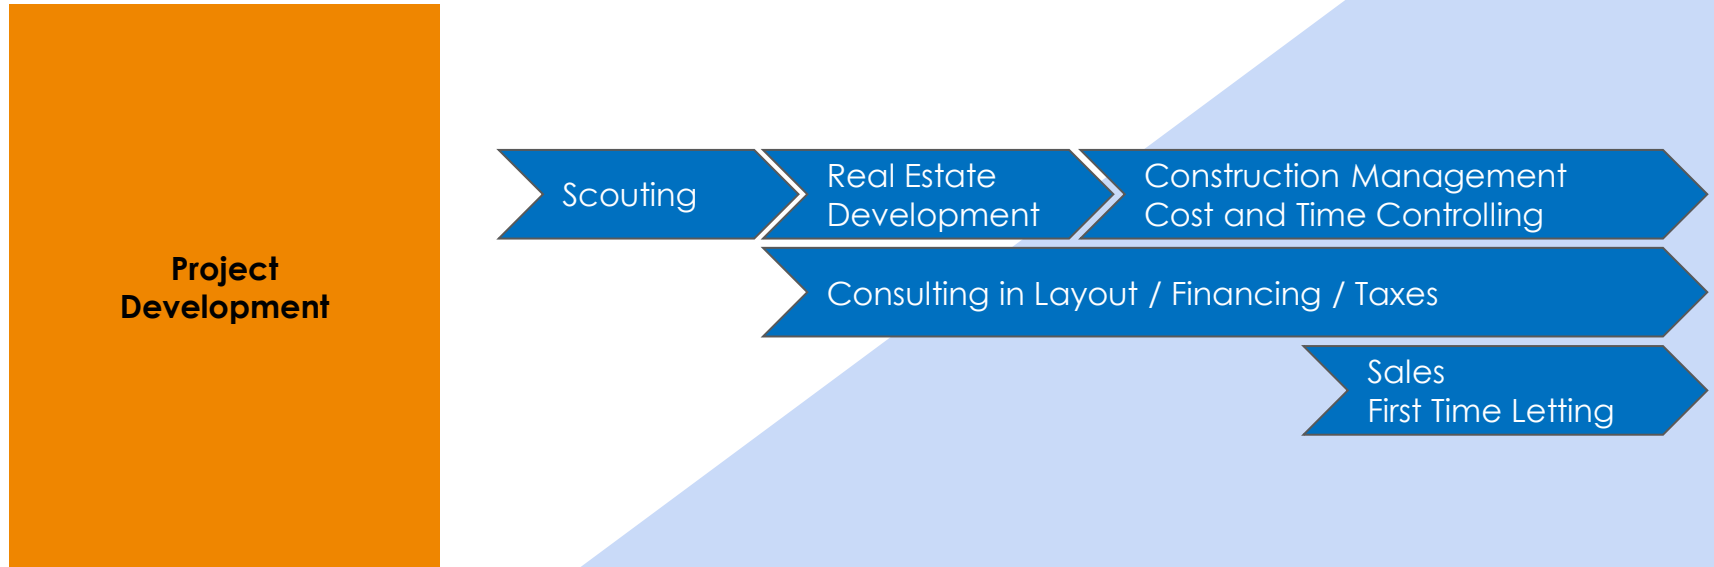 Project
Development
Scouting
Real Estate
Development
Construction Management
Cost and Time Controlling
Consulting in Layout / Financing / Taxes
Sales
First Time Letting